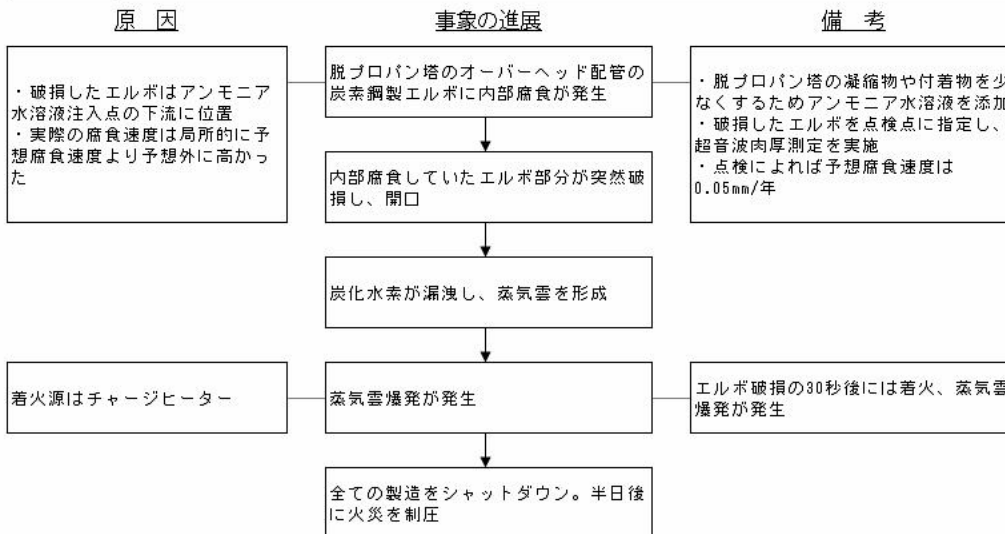 原　因
事象の進展
備　考
・破損したエルボはアンモニア
水溶液注入点の下流に位置
・実際の腐食速度は局所的に予
想腐食速度より予想外に高かっ
た
脱プロパン塔のオーバーヘッド配管の
炭素鋼製エルボに内部腐食が発生
・脱プロパン塔の凝縮物や付着物を少
なくするためアンモニア水溶液を添加
・破損したエルボを点検点に指定し、
超音波肉厚測定を実施
・点検によれば予想腐食速度は
0.05mm/年
内部腐食していたエルボ部分が突然破
損し、開口
炭化水素が漏洩し、蒸気雲を形成
着火源はチャージヒーター
蒸気雲爆発が発生
エルボ破損の30秒後には着火、蒸気雲
爆発が発生
全ての製造をシャットダウン。半日後
に火災を制圧